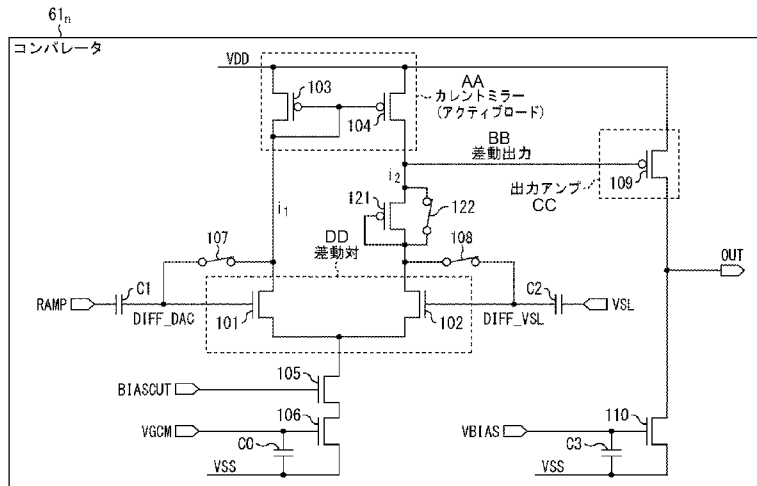 61n
コンパレータ
VDD
103
104
AA
カレントミラー
(アクティブロード)
BB
差動出力
109
出力アンプ
CC
i2
i1
121
122
107
DD
差動対
108
OUT
RAMP
C1
C2
VSL
DIFF_DAC
101
102
DIFF_VSL
BIASCUT
105
VGCM
106
C0
VSS
VBIAS
110
C3
VSS